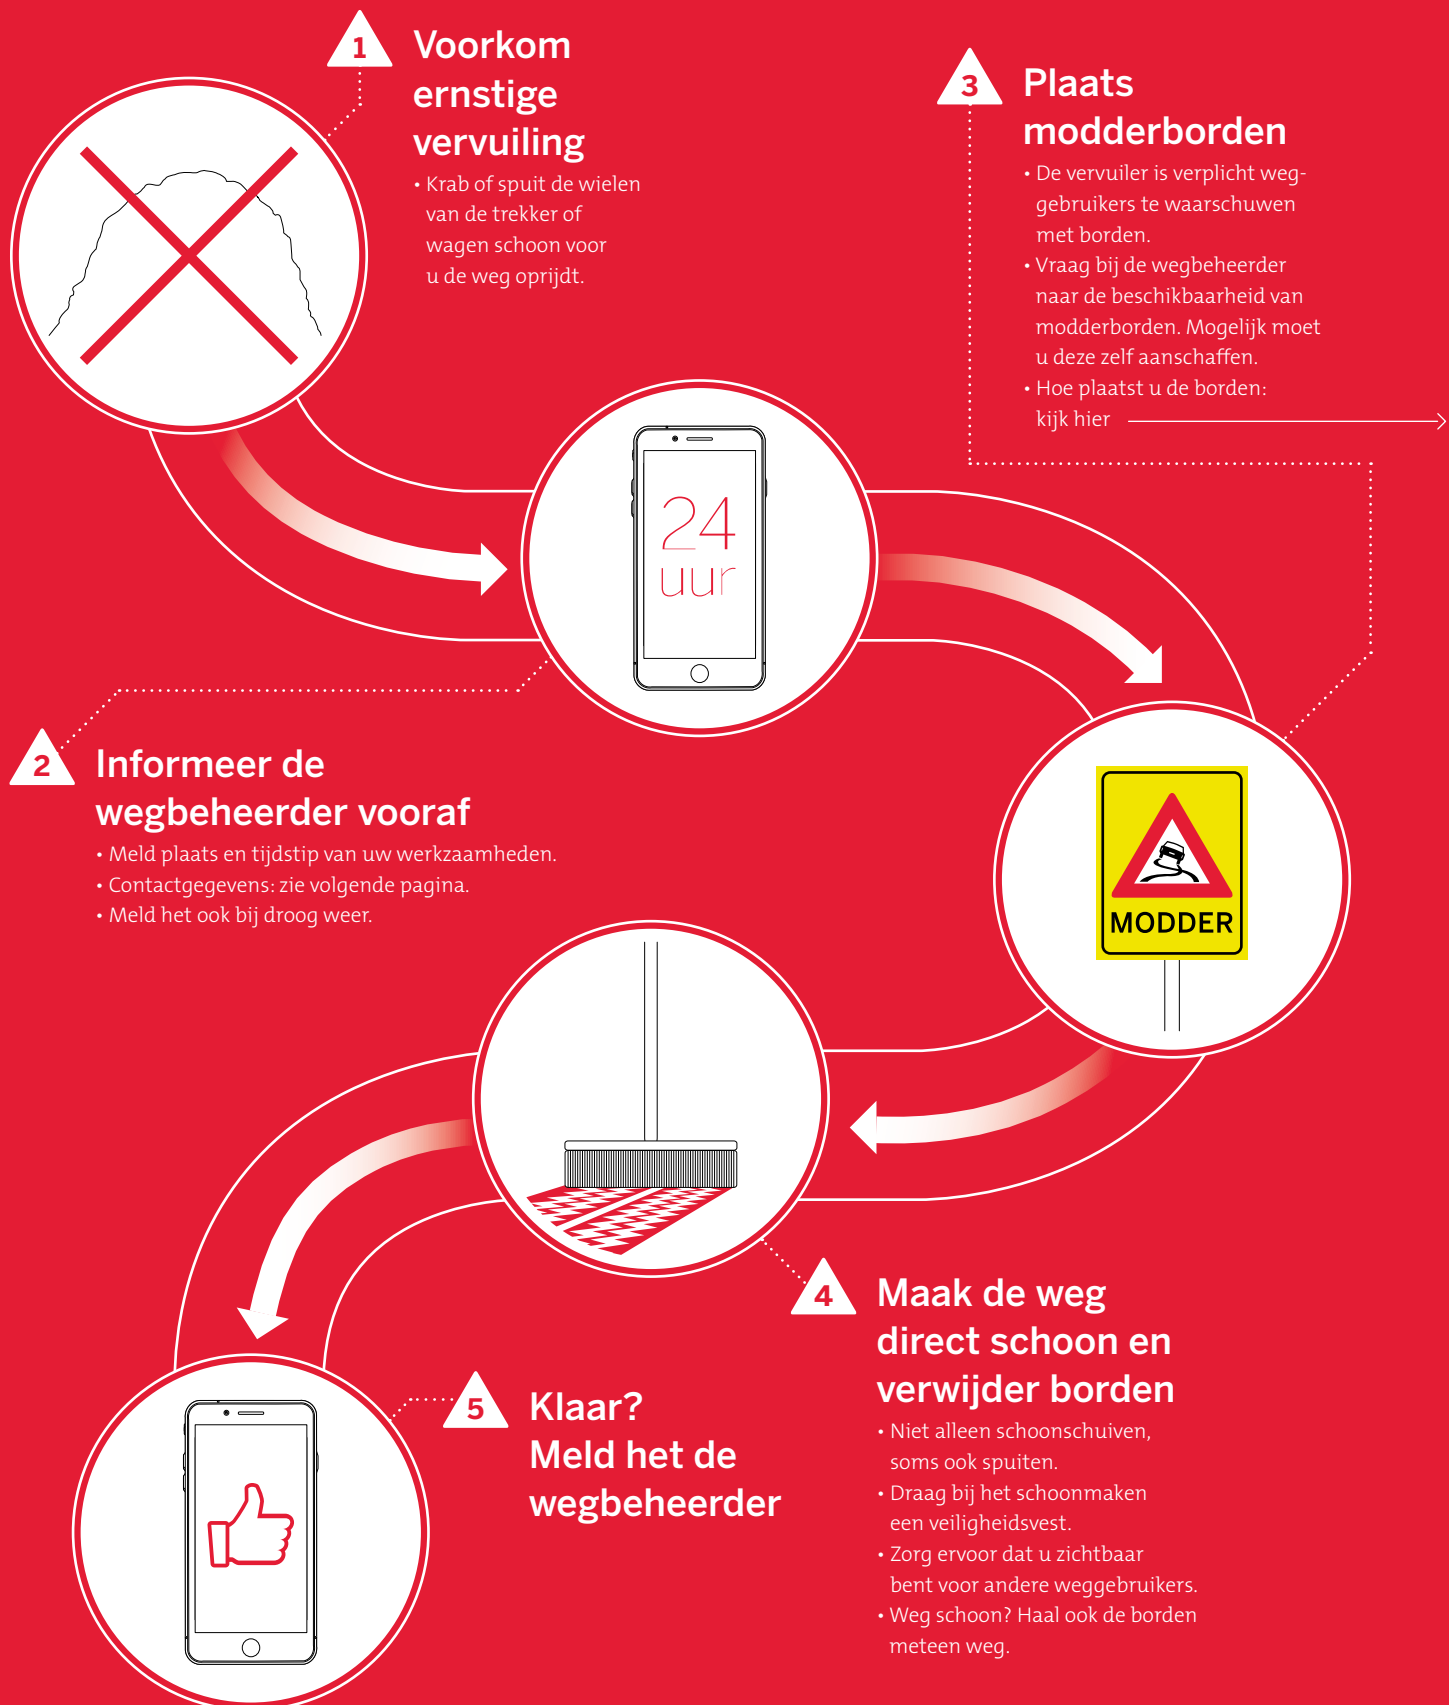 1
Voorkom
ernstige
vervuiling
• Krab of spuit de wielen
van de trekker of
wagen schoon voor
u de weg oprijdt.
24
uur
2
Informeer de
wegbeheerder vooraf
• Meld plaats en tijdstip van uw werkzaamheden.
• Contactgegevens: zie volgende pagina.
• Meld het ook bij droog weer.
3
Plaats
modderborden
• De vervuiler is verplicht weg-
gebruikers te waarschuwen
met borden.
• Vraag bij de wegbeheerder
naar de beschikbaarheid van
modderborden. Mogelijk moet
u deze zelf aanschaffen.
• Hoe plaatst u de borden:
kijk hier
MODDER
4
Maak de weg
direct schoon en
verwijder borden
• Niet alleen schoonschuiven,
soms ook spuiten.
• Draag bij het schoonmaken
een veiligheidsvest.
• Zorg ervoor dat u zichtbaar
bent voor andere weggebruikers.
• Weg schoon? Haal ook de borden
meteen weg.
5
Klaar?
Meld het de
wegbeheerder